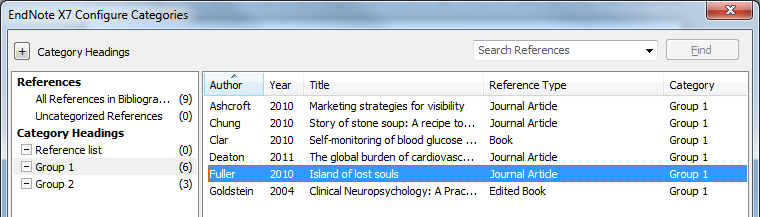 EndNote X7 Configure Categories
+ Category Headings
Search References
Find
References
All References in Bibliogra... (9)
Uncategorized References (0)
Category Headings
Reference list (0)
Group 1 (6)
Group 2 (3)
Author Year Title Reference Type Category
Ashcroft 2010 Marketing strategies for visibility Journal Article Group 1
Chung 2010 Story of stone soup: A recipe to... Journal Article Group 1
Clar 2010 Self-monitoring of blood glucose ... Book Group 1
Deaton 2011 The global burden of cardiovasc... Journal Article Group 1
Fuller 2010 Island of lost souls Journal Article Group 1
Goldstein 2004 Clinical Neuropsychology: A Prac... Edited Book Group 1